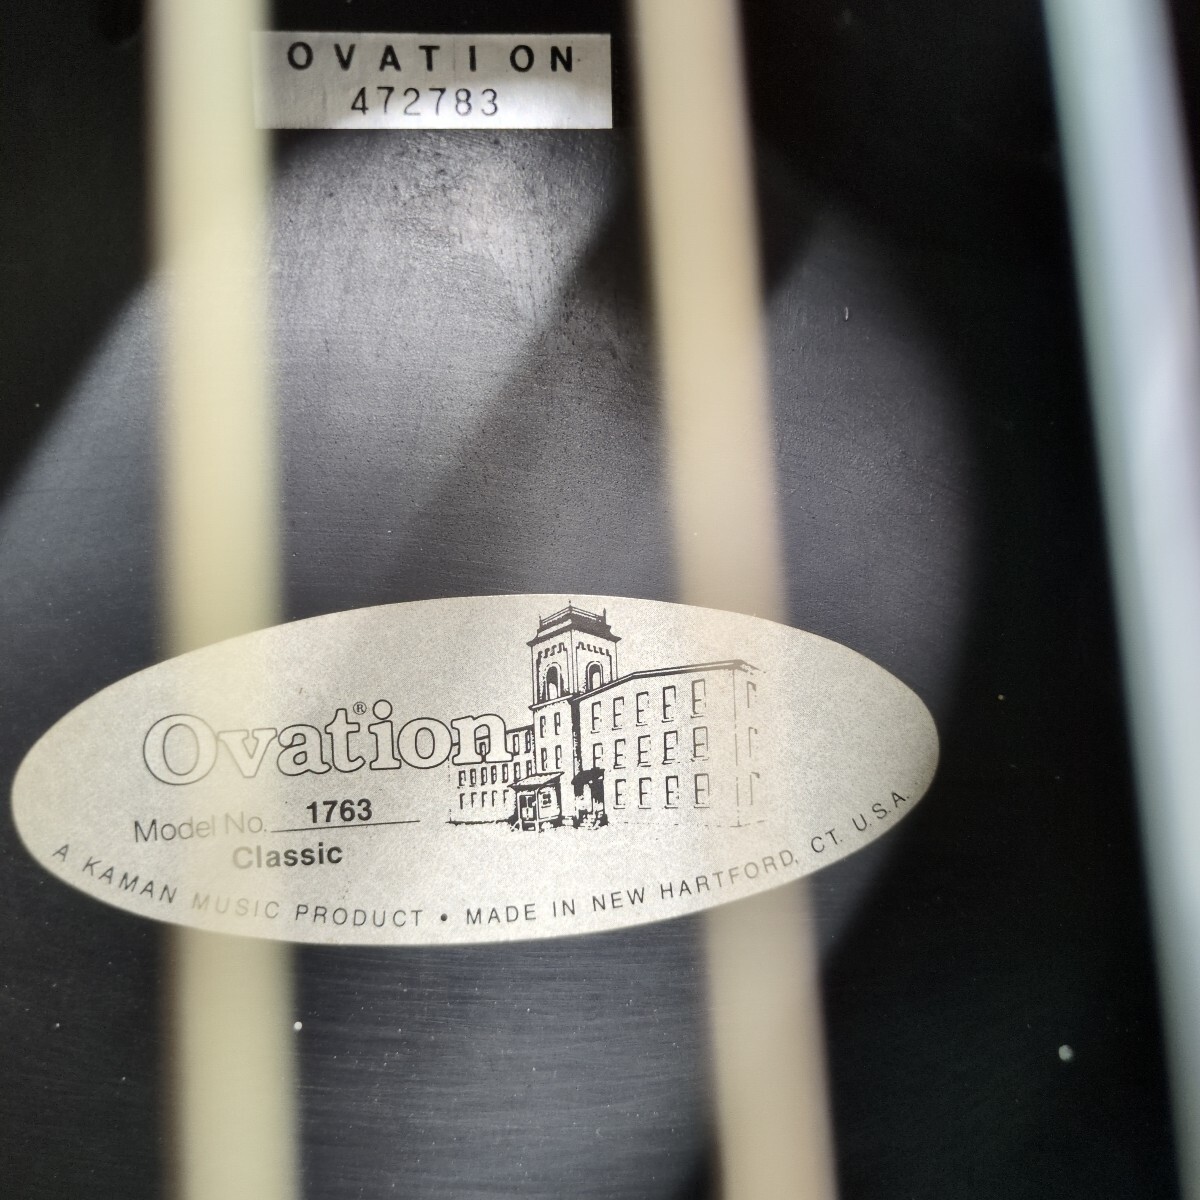 OVATION
472783
Ovation®
Model No. 1763
Classic
A KAMAN MUSIC PRODUCT • MADE IN NEW HARTFORD, CT. U.S.A.